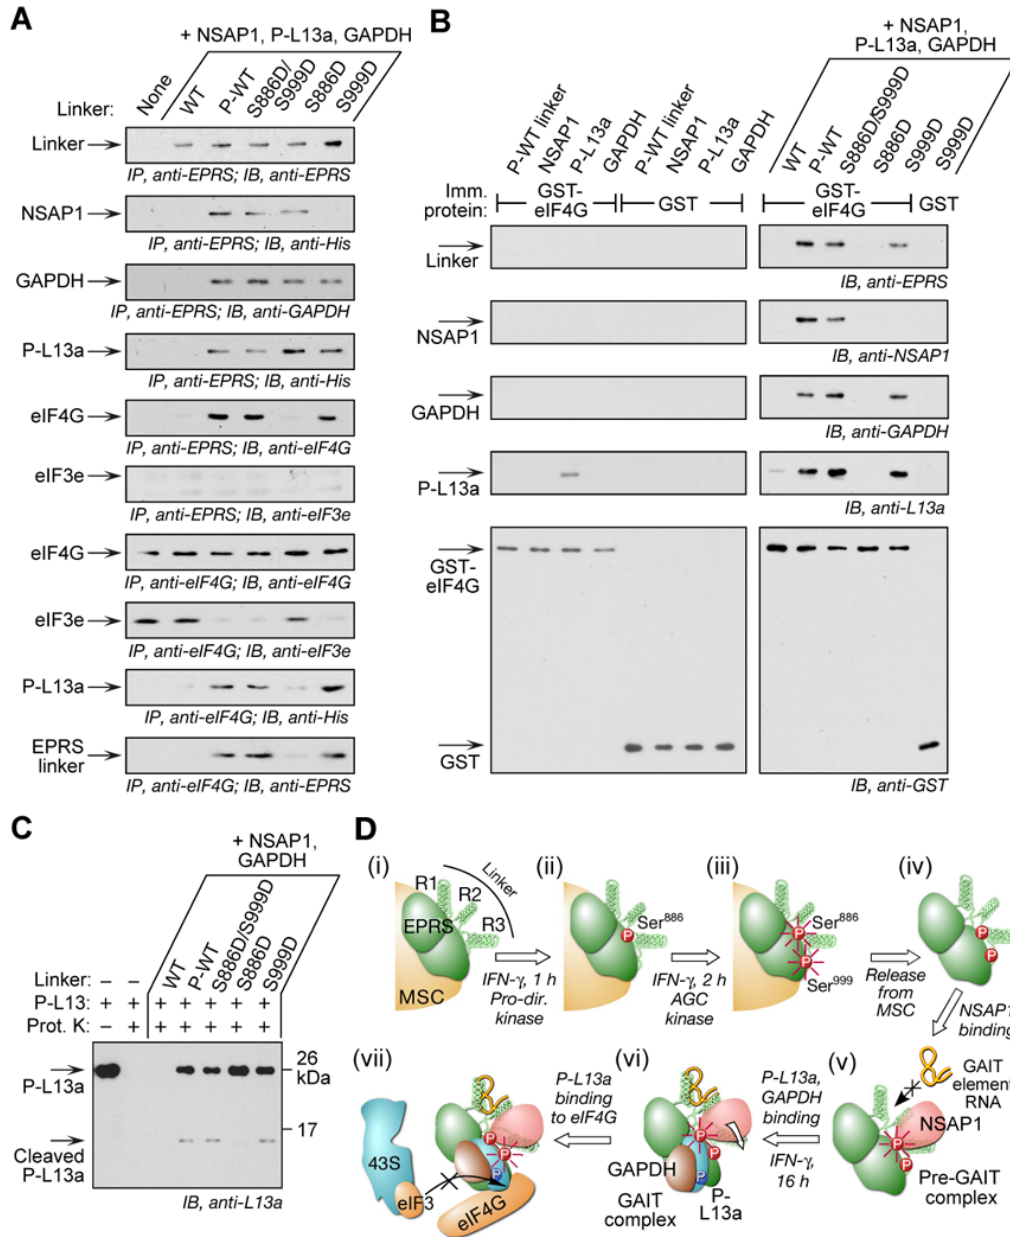 A
+ NSAP1, P-L13a, GAPDH
Linker:
None
WT
P-WT
S886D/
S999D
S886D
S999D
Linker
IP, anti-EPRS; IB, anti-EPRS
NSAP1
IP, anti-EPRS; IB, anti-His
GAPDH
IP, anti-EPRS; IB, anti-GAPDH
P-L13a
IP, anti-EPRS; IB, anti-His
eIF4G
IP, anti-EPRS; IB, anti-eIF4G
eIF3e
IP, anti-EPRS; IB, anti-eIF3e
eIF4G
IP, anti-eIF4G; IB, anti-eIF4G
eIF3e
IP, anti-eIF4G; IB, anti-eIF3e
P-L13a
IP, anti-eIF4G; IB, anti-His
EPRS
linker
IP, anti-eIF4G; IB, anti-EPRS
B
+ NSAP1,
P-L13a, GAPDH
P-WT linker
NSAP1
P-L13a
GAPDH
P-WT linker
NSAP1
P-L13a
GAPDH
WT
P-WT
S886D/S999D
S886D
S999D
S999D
Imm.
protein:
GST-
eIF4G
GST
GST-
eIF4G
GST
Linker
IB, anti-EPRS
NSAP1
IB, anti-NSAP1
GAPDH
IB, anti-GAPDH
P-L13a
IB, anti-L13a
GST-
eIF4G
GST
IB, anti-GST
C
+ NSAP1,
GAPDH
WT
P-WT
S886D/S999D
S886D
S999D
Linker: – –
P-L13: + + + + + + +
Prot. K: – + + + + + +
P-L13a
26
kDa
17
Cleaved
P-L13a
IB, anti-L13a
D
(i)
R1
R2
R3
Linker
EPRS
MSC
IFN-γ, 1 h
Pro-dir.
kinase
(ii)
Ser886
P
IFN-γ, 2 h
AGC
kinase
(iii)
Ser886
P
P
Ser999
Release
from
MSC
(iv)
P
P
NSAP1
binding
(v)
GAIT
element
RNA
NSAP1
P
P
Pre-GAIT
complex
P-L13a,
GAPDH
binding
IFN-γ,
16 h
(vi)
P
P
P
GAPDH
GAIT
complex
P-
L13a
P-L13a
binding
to eIF4G
(vii)
P
P
P
43S
eIF3
eIF4G